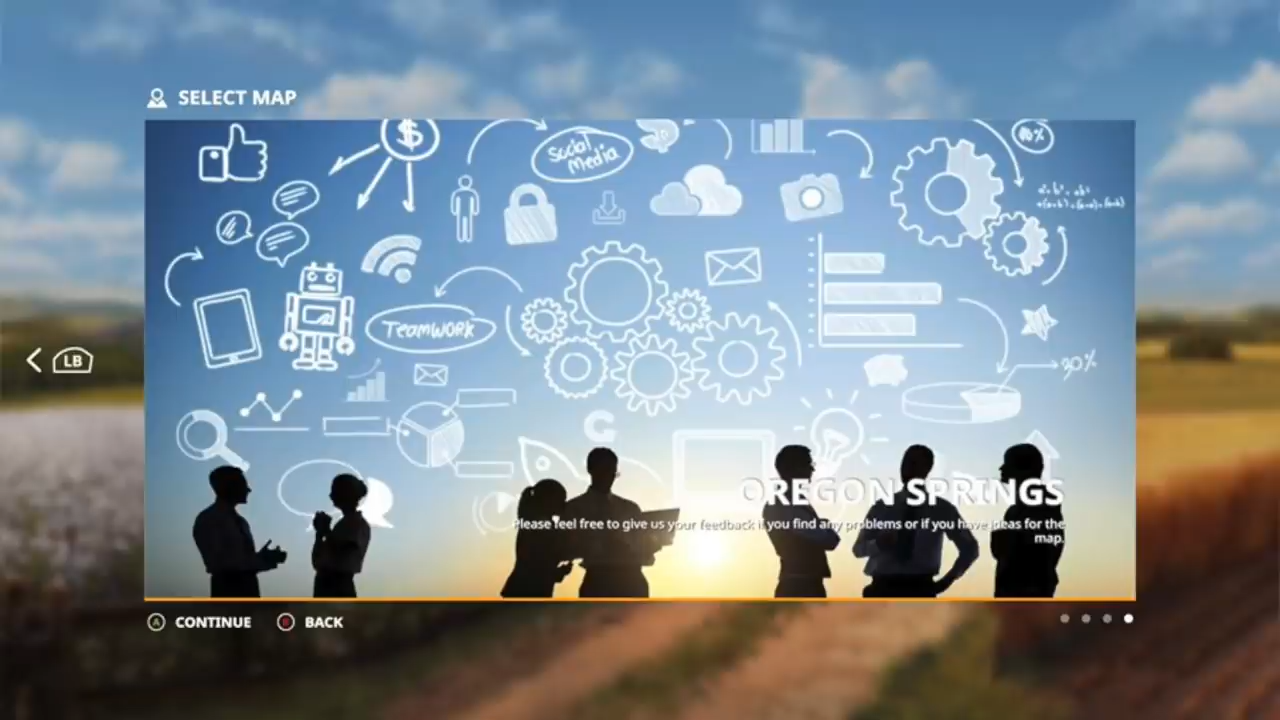 SELECT MAP
$
Social
Media
%
TEAMWORK
30%
LB
OREGON SPRINGS
Please feel free to give us your feedback if you find any problems or if you have ideas for the
map.
A CONTINUE B BACK